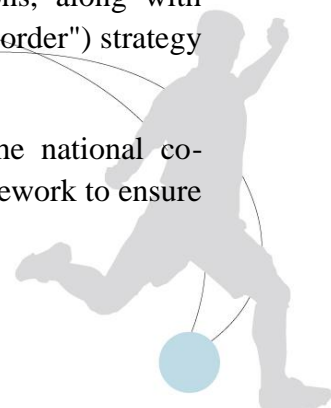 ons, along with
order") strategy
he national co-
ework to ensure